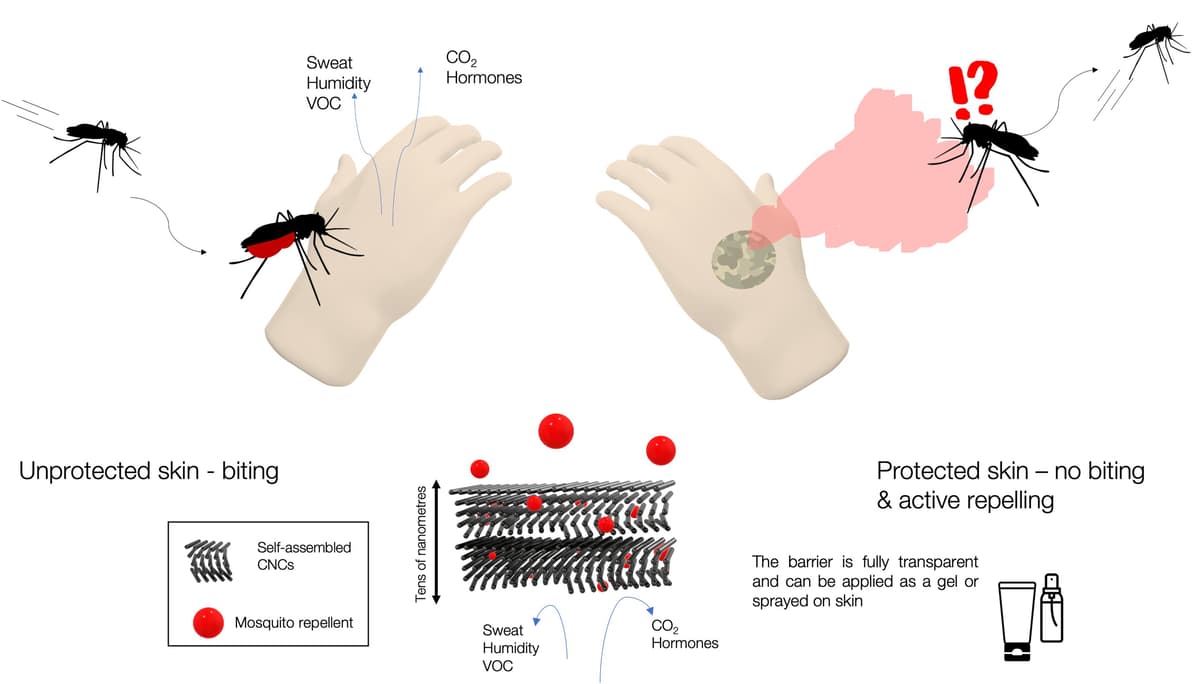 Sweat
Humidity
VOC
CO₂
Hormones
!?
Unprotected skin - biting
Self-assembled
CNCs
Mosquito repellent
Tens of nanometres
Sweat
Humidity
VOC
CO₂
Hormones
Protected skin – no biting
& active repelling
The barrier is fully transparent
and can be applied as a gel or
sprayed on skin